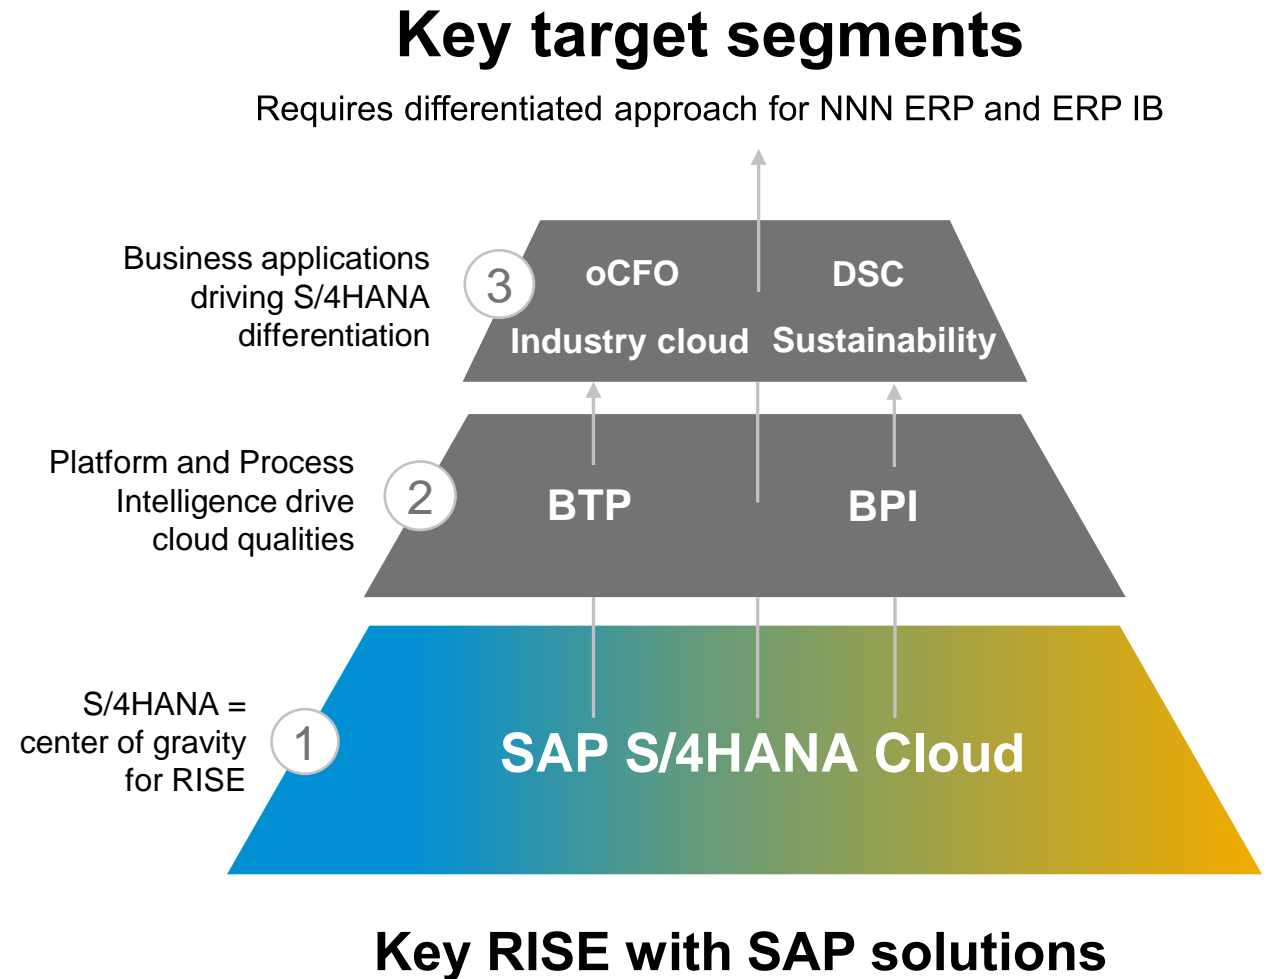 Key target segments
Requires differentiated approach for NNN ERP and ERP IB
Business applications
driving S/4HANA
differentiation
3
oCFO
DSC
Industry cloud
Sustainability
Platform and Process
Intelligence drive
cloud qualities
2
BTP
BPI
S/4HANA =
center of gravity
for RISE
1
SAP S/4HANA Cloud
Key RISE with SAP solutions